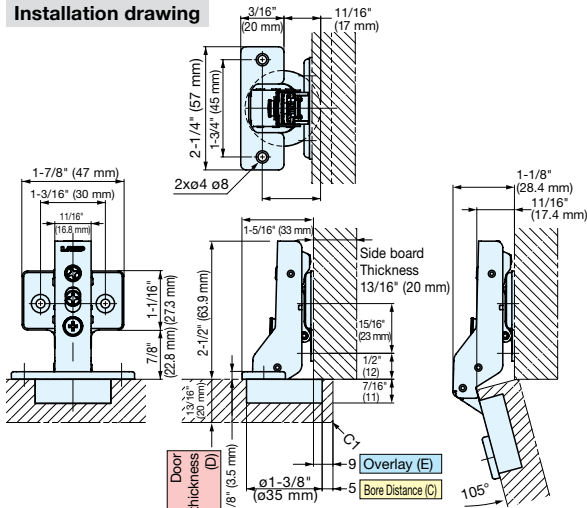 Installation drawing
3/16"
(20 mm)
11/16"
(17 mm)
2-1/4" (57 mm)
1-3/4" (45 mm)
2xø4 ø8
1-7/8" (47 mm)
1-3/16" (30 mm)
11/16"
(16.8 mm)
LAMP
1-1/16"
(27.3 mm)
7/8"
(22.8 mm)
1-5/16" (33 mm)
Side board
Thickness
13/16" (20 mm)
2-1/2" (63.9 mm)
15/16"
(23 mm)
1/2"
(12)
7/16"
(11)
13/16"
(20 mm)
Door
thickness
(D)
/8" (3.5 mm)
ø1-3/8"
(ø35 mm)
C1
9 Overlay (E)
5 Bore Distance (C)
1-1/8"
(28.4 mm)
11/16"
(17.4 mm)
105°